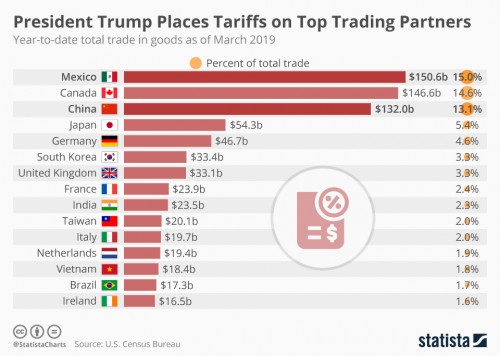 President Trump Places Tariffs on Top Trading Partners
Year-to-date total trade in goods as of March 2019
Percent of total trade
Mexico $150.6b 15.0%
Canada $146.6b 14.6%
China $132.0b 13.1%
Japan $54.3b 5.4%
Germany $46.7b 4.6%
South Korea $33.4b 3.3%
United Kingdom $33.1b 3.3%
France $23.9b 2.4%
India $23.5b 2.3%
Taiwan $20.1b 2.0%
Italy $19.7b 2.0%
Netherlands $19.4b 1.9%
Vietnam $18.4b 1.8%
Brazil $17.3b 1.7%
Ireland $16.5b 1.6%
% = $
cc
@StatistaCharts Source: U.S. Census Bureau
statista